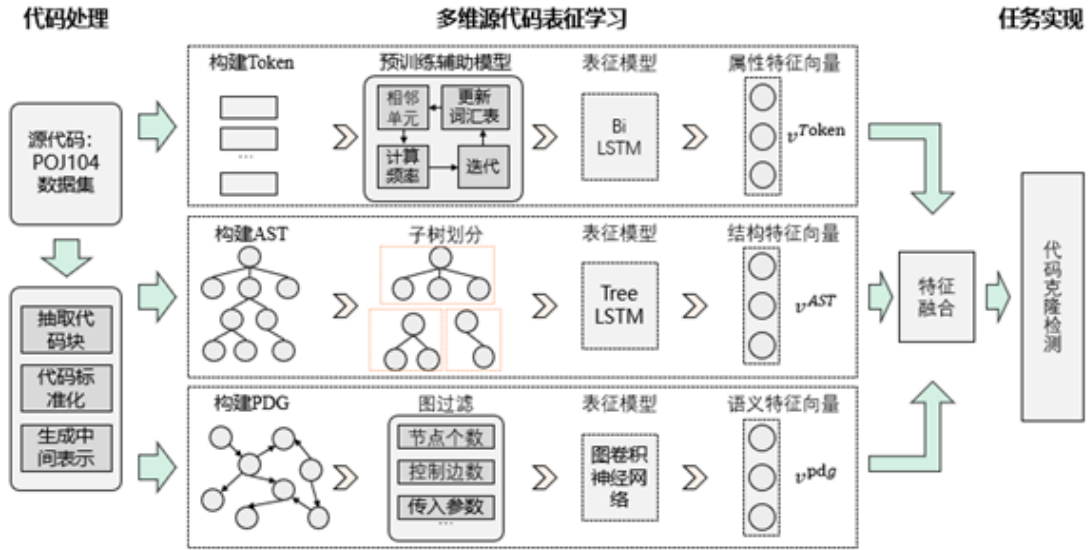 代码处理
多维源代码表征学习
任务实现
源代码:
POJ104
数据集
抽取代
码块
代码标
准化
生成中
间表示
构建Token
...
预训练辅助模型
相邻
单元
更新
词汇表
计算
频率
迭代
表征模型
Bi
LSTM
属性特征向量
v^Token
构建AST
子树划分
表征模型
Tree
LSTM
结构特征向量
v^AST
构建PDG
图过滤
节点个数
控制边数
传入参数
...
表征模型
图卷积
神经网
络
语义特征向量
v^pdg
特征
融合
代码克隆检测